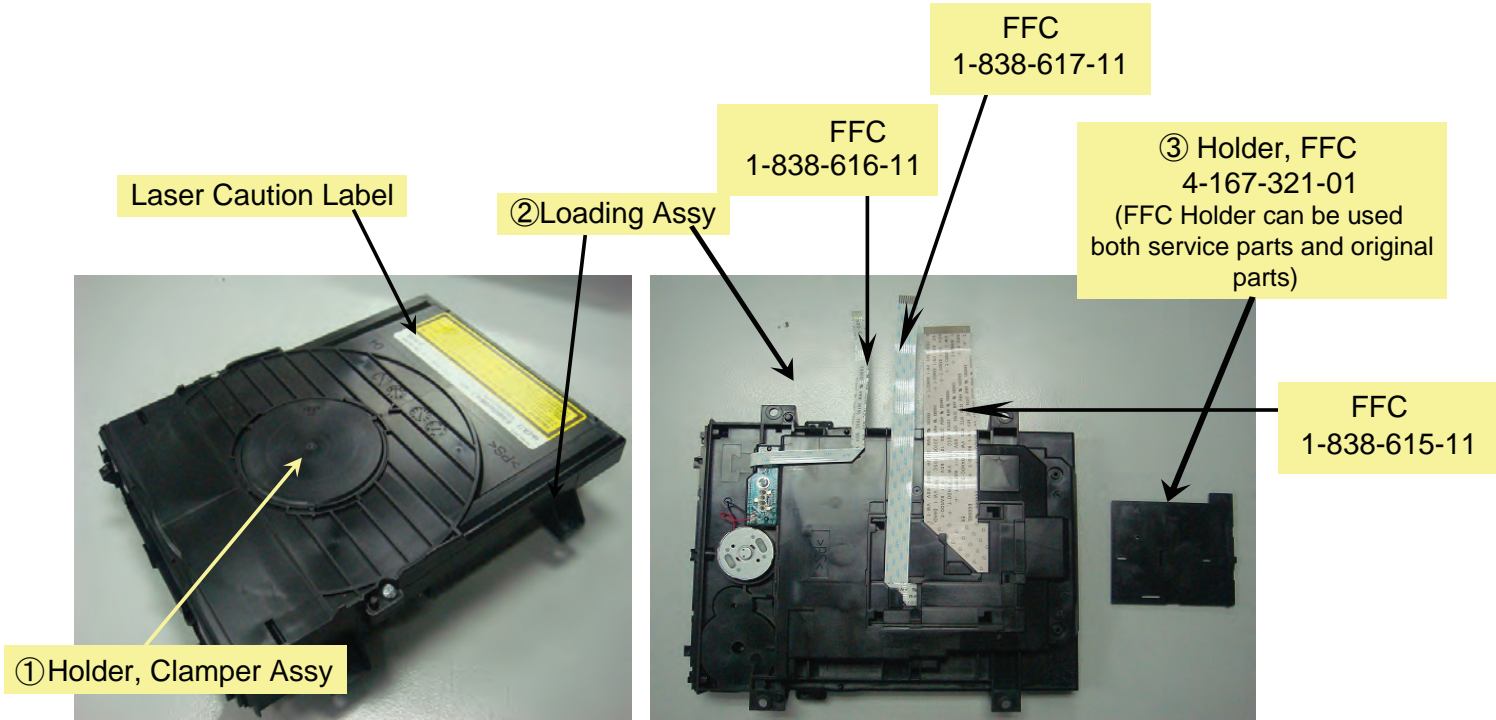 FFC
1-838-617-11
FFC
1-838-616-11
③ Holder, FFC
4-167-321-01
(FFC Holder can be used
both service parts and original
parts)
Laser Caution Label
②Loading Assy
FFC
1-838-615-11
①Holder, Clamper Assy
>PS<
>PS<